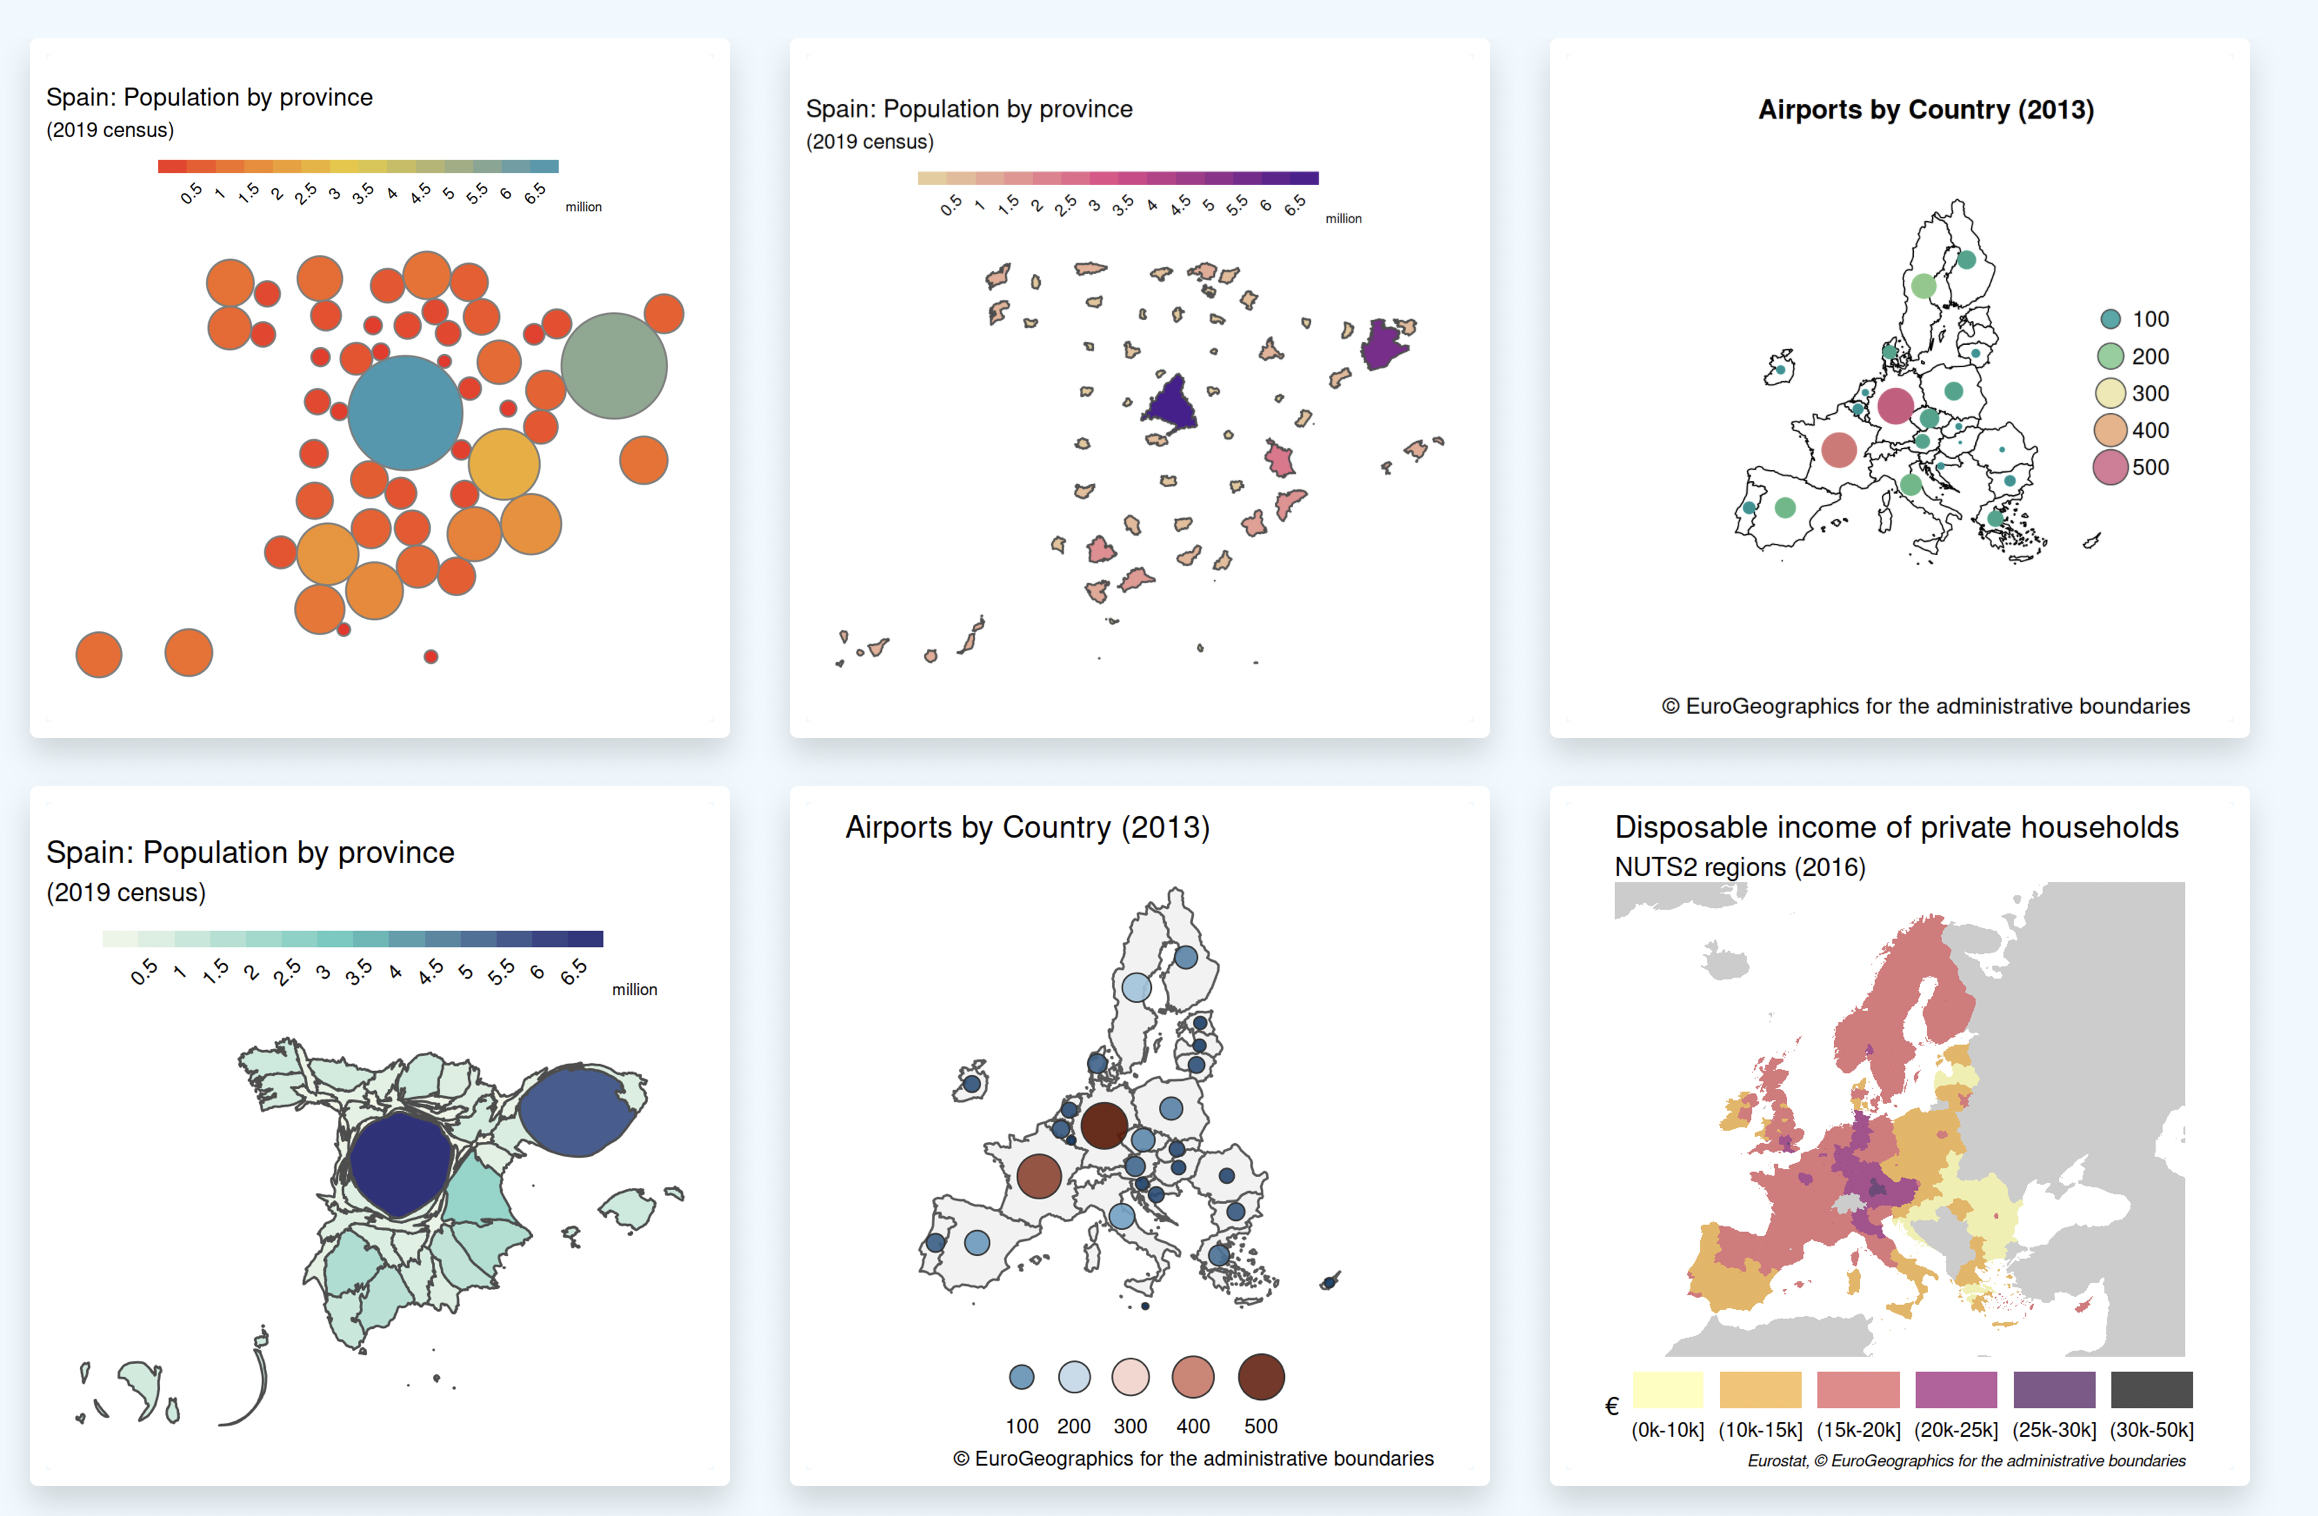 Spain: Population by province
(2019 census)
0.5 1 1.5 2 2.5 3 3.5 4 4.5 5 5.5 6 6.5
million
Spain: Population by province
(2019 census)
0.5 1 1.5 2 2.5 3 3.5 4 4.5 5 5.5 6 6.5
million
Airports by Country (2013)
100
200
300
400
500
© EuroGeographics for the administrative boundaries
Spain: Population by province
(2019 census)
0.5 1 1.5 2 2.5 3 3.5 4 4.5 5 5.5 6 6.5
million
Airports by Country (2013)
100 200 300 400 500
© EuroGeographics for the administrative boundaries
Disposable income of private households
NUTS2 regions (2016)
€
(0k-10k] (10k-15k] (15k-20k] (20k-25k] (25k-30k] (30k-50k]
Eurostat, © EuroGeographics for the administrative boundaries